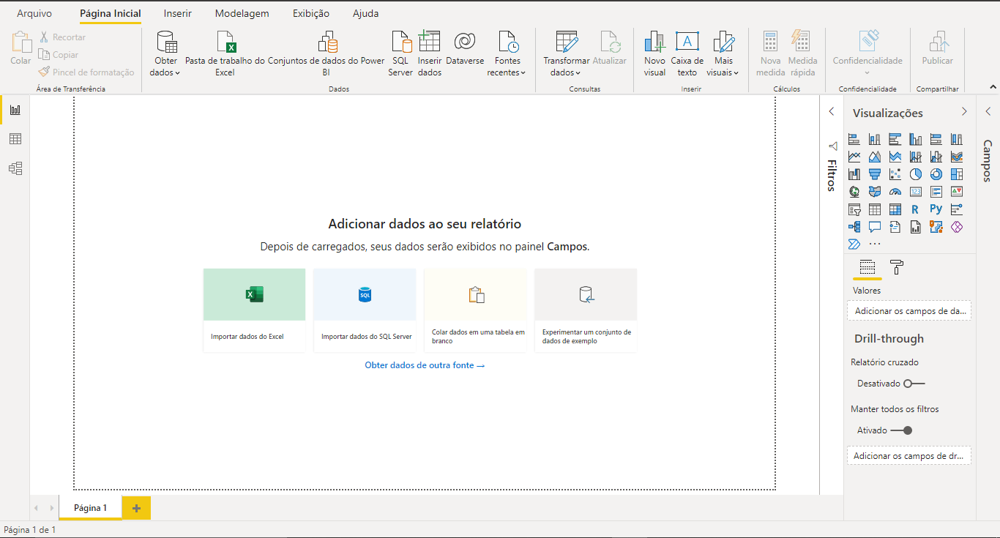 Arquivo Página Inicial Inserir Modelagem Exibição Ajuda
Colar
Recortar
Copiar
Pincel de formatação
Área de Transferência
Obter
dados
Pasta de trabalho do
Excel
Conjuntos de dados do Power
BI
SQL
Server
Inserir
dados
Dataverse
Fontes
recentes
Dados
Transformar
dados
Atualizar
Consultas
Novo
visual
A
Caixa de
texto
Mais
visuais
Inserir
Nova
medida
Medida
rápida
Cálculos
Confidencialidade
Confidencialidade
Publicar
Compartilhar
Adicionar dados ao seu relatório
Depois de carregados, seus dados serão exibidos no painel Campos.
SQL
Importar dados do Excel
Importar dados do SQL Server
Colar dados em uma tabela em
branco
Experimentar um conjunto de
dados de exemplo
Obter dados de outra fonte →
Filtros
Visualizações
123
R
Py
Valores
Adicionar os campos de da...
Drill-through
Relatório cruzado
Desativado
Manter todos os filtros
Ativado
Adicionar os campos de dr...
Campos
Página 1
Página 1 de 1